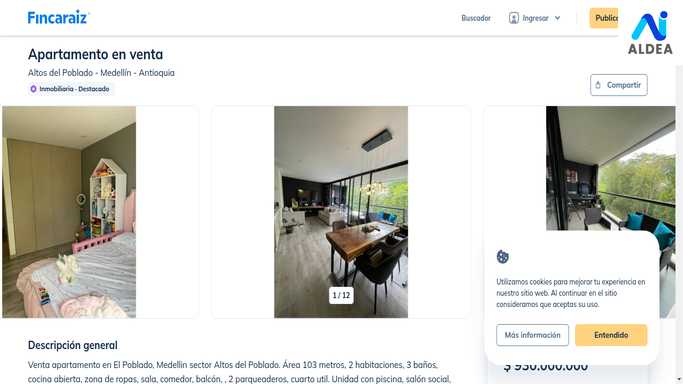 Fincaraiz
Buscador
Ingresar
Public
ALDEA
Apartamento en venta
Altos del Poblado - Medellín - Antioquia
Inmobiliaria · Destacado
Compartir
1 / 12
Utilizamos cookies para mejorar tu experiencia en
nuestro sitio web. Al continuar en el sitio
consideramos que aceptas su uso.
Más información
Entendido
$ 930.000.000
Descripción general
Venta apartamento en El Poblado, Medellin sector Altos del Poblado. Área 103 metros, 2 habitaciones, 3 baños,
cocina abierta, zona de ropas, sala, comedor, balcón, , 2 parqueaderos, cuarto util. Unidad con piscina, salón social,